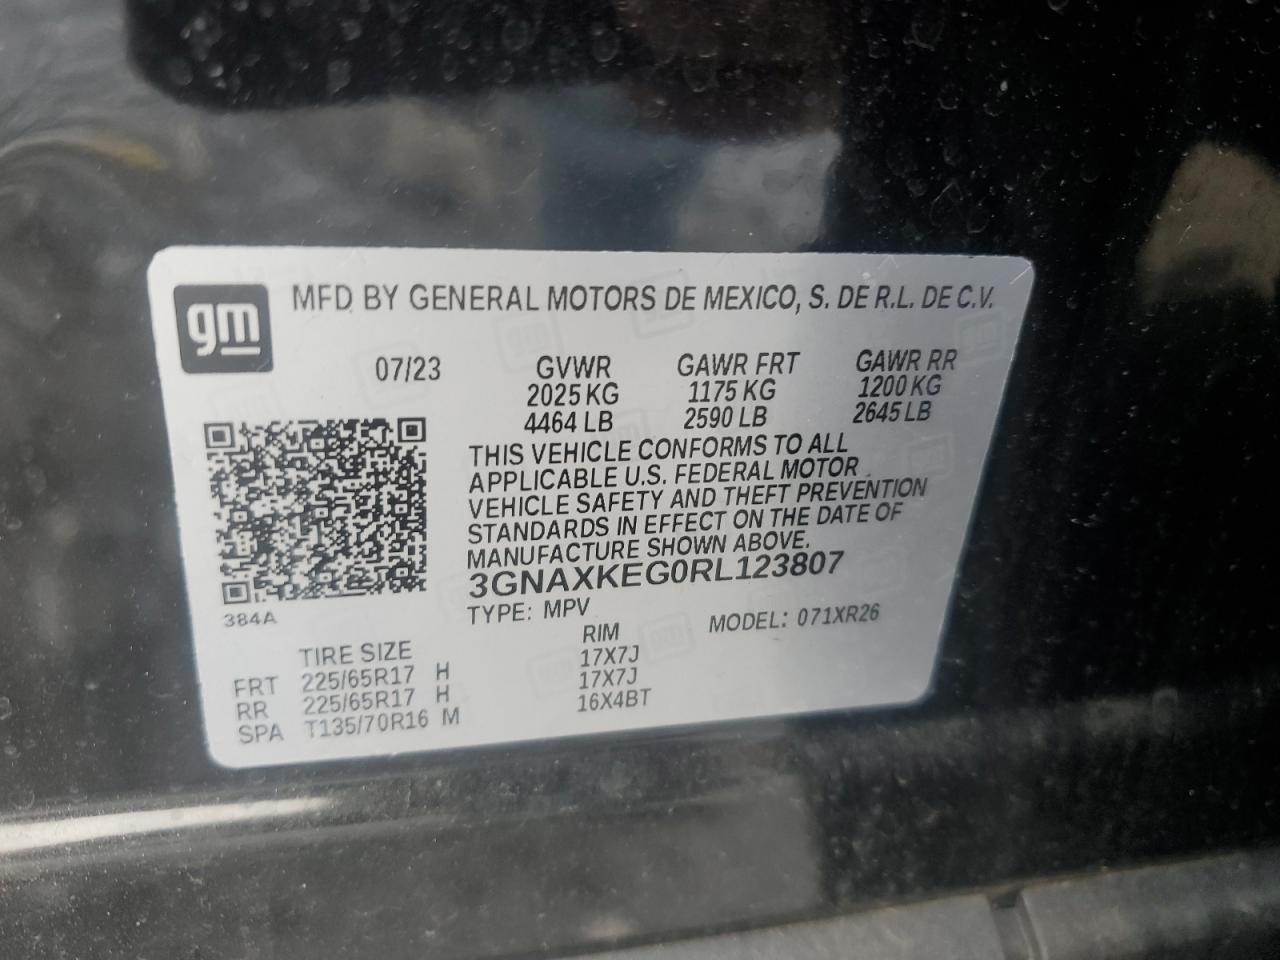 gm
MFD. BY GENERAL MOTORS DE MEXICO, S. DE R.L. DE C.V.
07/23 GVWR GAWR FRT GAWR RR
2025 KG 1175 KG 1200 KG
4464 LB 2590 LB 2645 LB
THIS VEHICLE CONFORMS TO ALL
APPLICABLE U.S. FEDERAL MOTOR
VEHICLE SAFETY AND THEFT PREVENTION
STANDARDS IN EFFECT ON THE DATE OF
MANUFACTURE SHOWN ABOVE.
3GNAXKEG0RL123807
384A
TYPE: MPV MODEL: 071XR26
TIRE SIZE RIM
FRT 225/65R17 H 17X7J
RR 225/65R17 H 17X7J
SPA T135/70R16 M 16X4BT